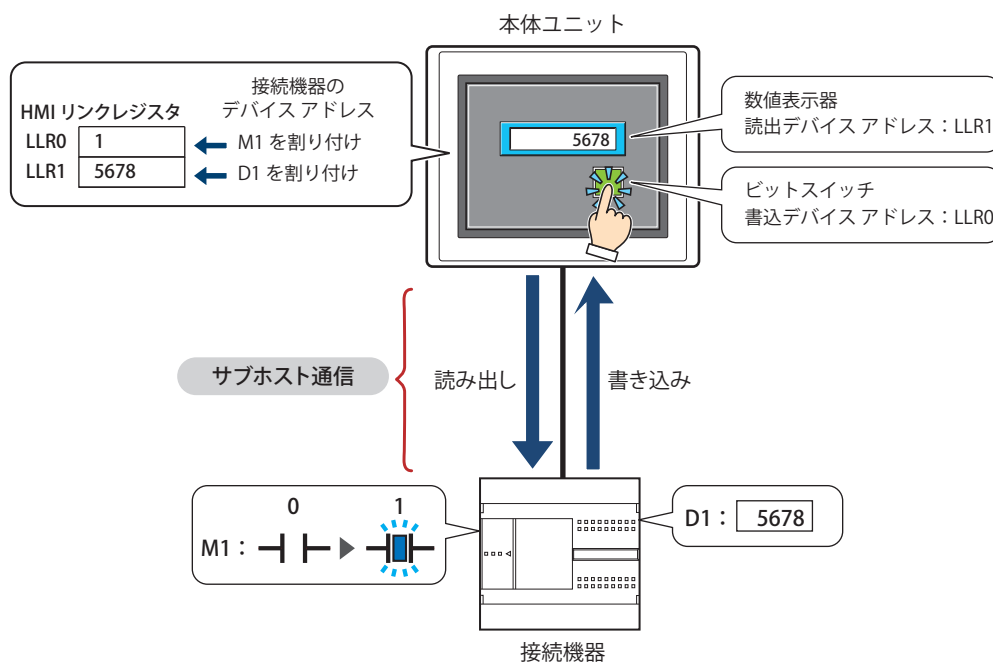 本体ユニット
接続機器の
デバイス アドレス
HMI リンクレジスタ
LLR0 1 M1 を割り付け
LLR1 5678 D1 を割り付け
5678
数値表示器
読出デバイス アドレス：LLR1
ビットスイッチ
書込デバイス アドレス：LLR0
サブホスト通信
読み出し
書き込み
0 1
M1：
D1： 5678
接続機器